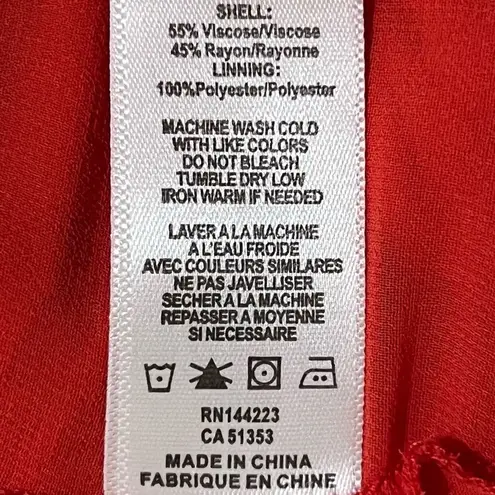 SHELL:
55% Viscose/Viscose
45% Rayon/Rayonne
LINNING:
100%Polyester/Polyester
MACHINE WASH COLD
WITH LIKE COLORS
DO NOT BLEACH
TUMBLE DRY LOW
IRON WARM IF NEEDED
LAVER A LA MACHINE
A L'EAU FROIDE
AVEC COULEURS SIMILARES
NE PAS JAVELLISER
SECHER A LA MACHINE
REPASSER A MOYENNE
SI NECESSAIRE
RN144223
CA 51353
MADE IN CHINA
FABRIQUE EN CHINE